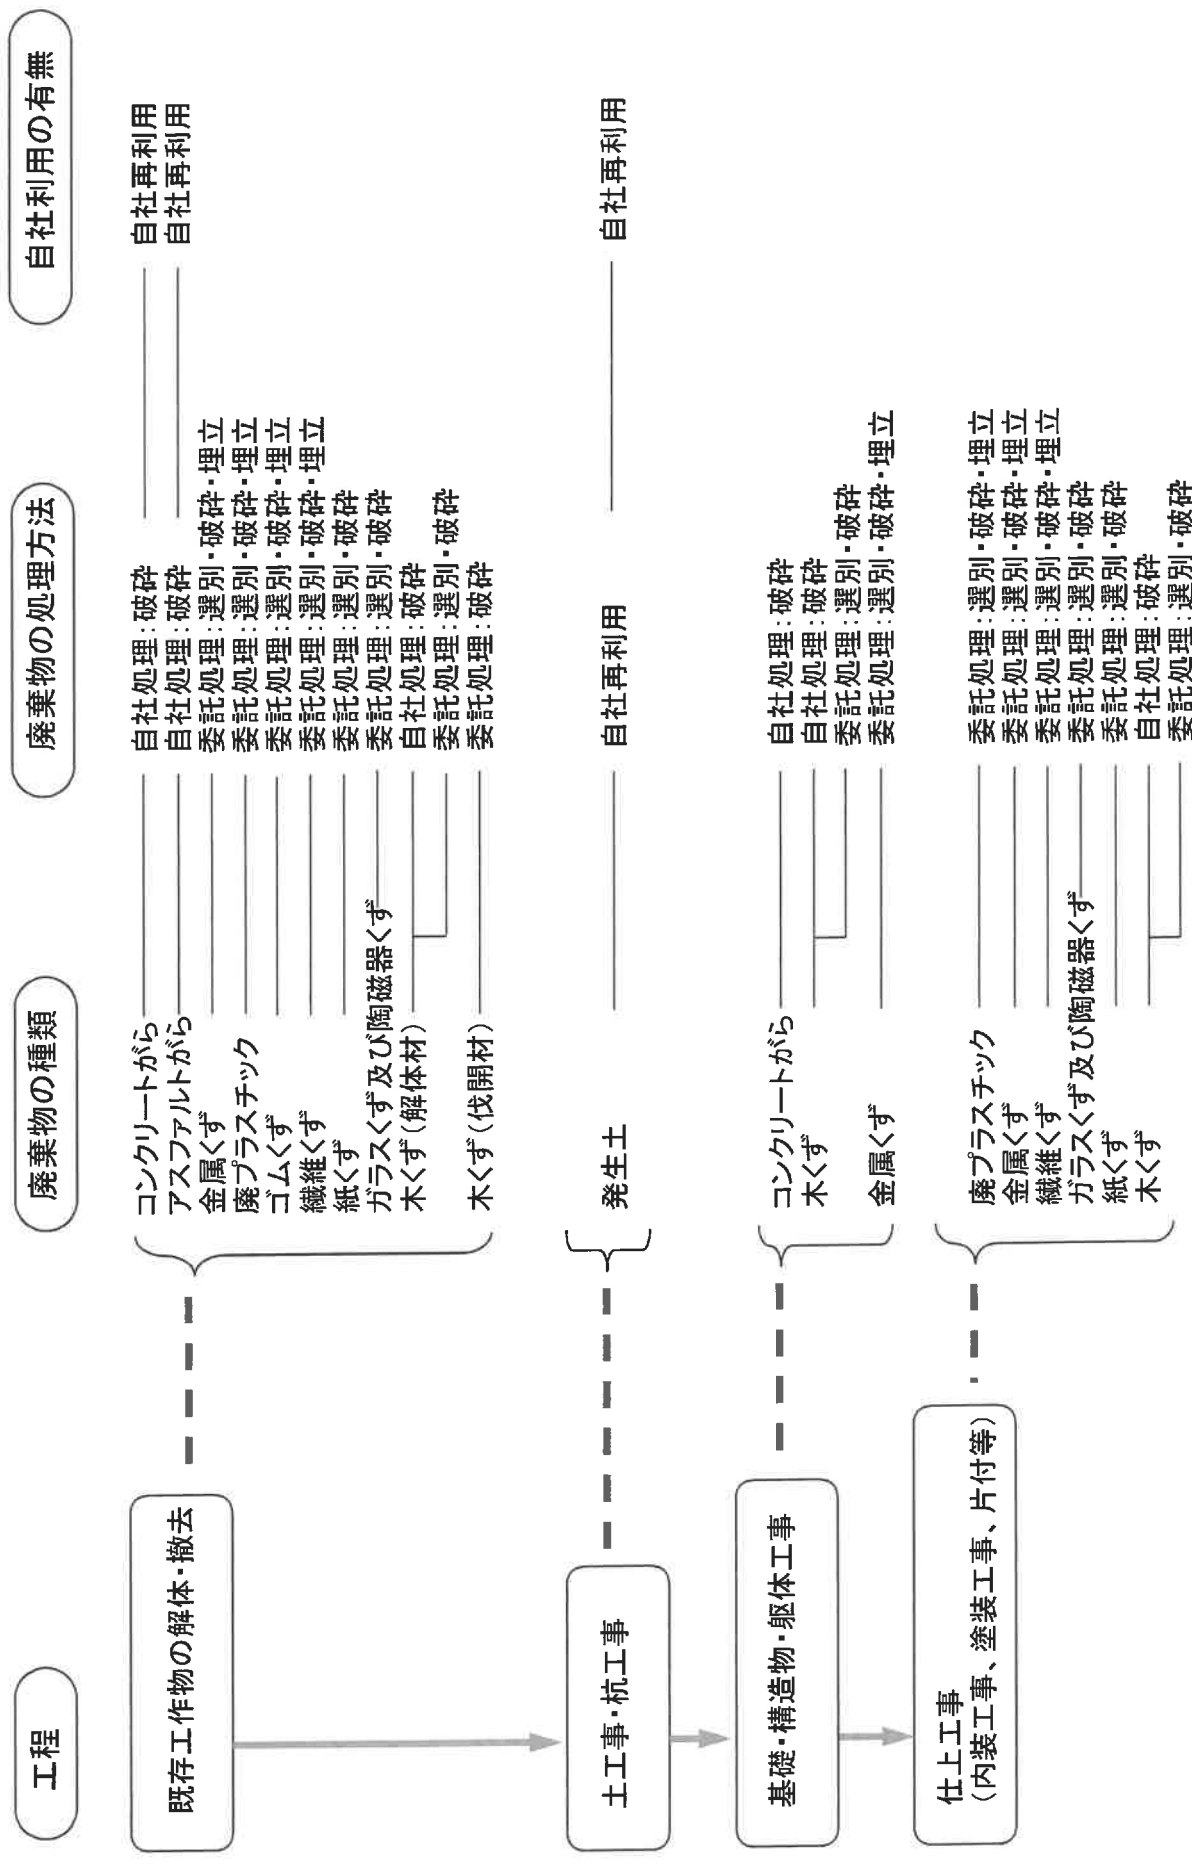 工程
廃棄物の種類
廃棄物の処理方法
自社利用の有無
既存工作物の解体・撤去
コンクリートがら
自社処理:破砕
自社再利用
アスファルトがら
自社処理:破砕
自社再利用
金属くず
委託処理:選別・破砕・埋立
廃プラスチック
委託処理:選別・破砕・埋立
ゴムくず
委託処理:選別・破砕・埋立
繊維くず
委託処理:選別・破砕・埋立
紙くず
委託処理:選別・破砕
ガラスくず及び陶磁器くず
委託処理:選別・破砕
木くず(解体材)
自社処理:破砕
委託処理:選別・破砕
木くず(伐開材)
委託処理:破砕
土工事・杭工事
発生土
自社再利用
自社再利用
基礎・構造物・躯体工事
コンクリートがら
自社処理:破砕
木くず
自社処理:破砕
委託処理:選別・破砕
金属くず
委託処理:選別・破砕・埋立
仕上工事
(内装工事、塗装工事、片付等)
廃プラスチック
委託処理:選別・破砕・埋立
金属くず
委託処理:選別・破砕・埋立
繊維くず
委託処理:選別・破砕・埋立
ガラスくず及び陶磁器くず
委託処理:選別・破砕
紙くず
委託処理:選別・破砕
木くず
自社処理:破砕
委託処理:選別・破砕